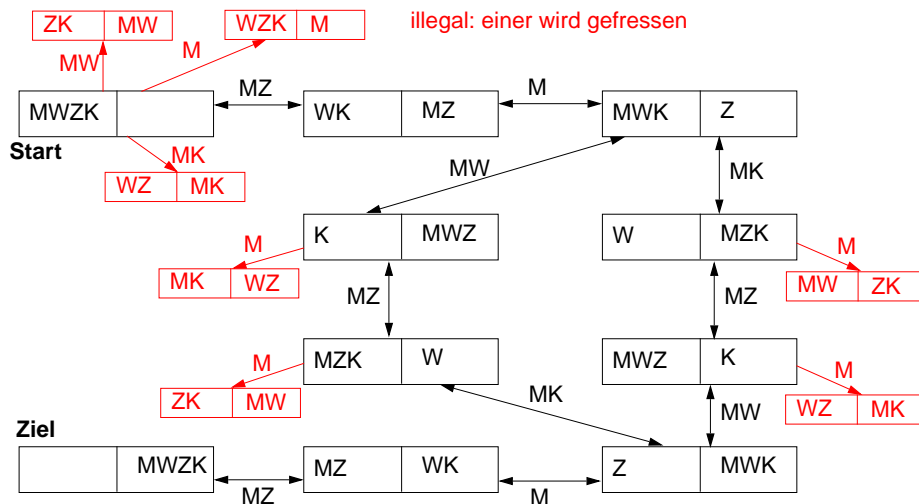 ZK MW WZK M illegal: einer wird gefressen
MW M
MZ M
MWZK WK MZ MWK Z
Start
MK MW MK
WZ MK
K MWZ W MZK
M M
MK WZ MW ZK
MZ MZ
MZK W MWZ K
M M
ZK MW MK WZ MK
MW
Ziel
MWZK MZ WK Z MWK
MZ M